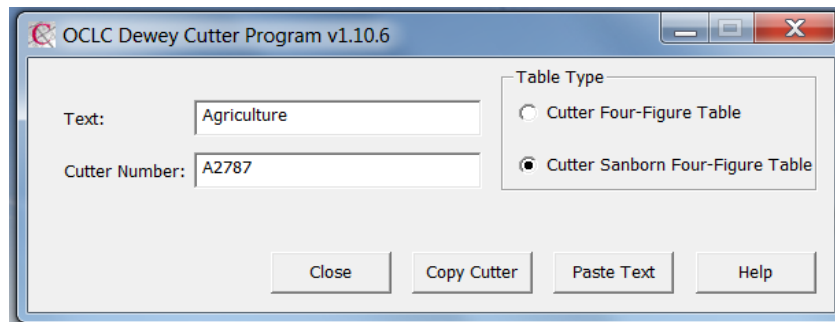 OCLC Dewey Cutter Program v1.10.6
Table Type
Text: Agriculture
Cutter Four-Figure Table
Cutter Number: A2787
Cutter Sanborn Four-Figure Table
Close Copy Cutter Paste Text Help